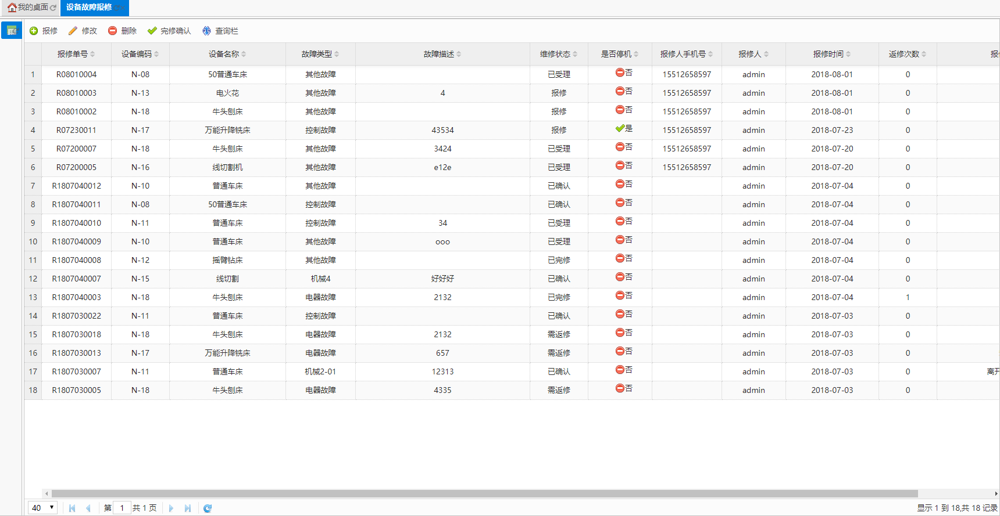 我的桌面 设备故障报修
报修 修改 删除 完修确认 查询栏
报修单号 设备编码 设备名称 故障类型 故障描述 维修状态 是否停机 报修人手机号 报修人 报修时间 返修次数 报
1 R08010004 N-08 50普通车床 其他故障 已受理 否 15512658597 admin 2018-08-01 0
2 R08010003 N-13 电火花 其他故障 4 报修 否 15512658597 admin 2018-08-01 0
3 R08010002 N-18 牛头刨床 其他故障 报修 否 15512658597 admin 2018-08-01 0
4 R07230011 N-17 万能升降铣床 控制故障 43534 报修 是 15512658597 admin 2018-07-23 0
5 R07200007 N-18 牛头刨床 其他故障 3424 已受理 否 15512658597 admin 2018-07-20 0
6 R07200005 N-16 线切割机 其他故障 e12e 已受理 否 15512658597 admin 2018-07-20 0
7 R1807040012 N-10 普通车床 其他故障 已确认 否 admin 2018-07-04 0
8 R1807040011 N-08 50普通车床 控制故障 已确认 否 admin 2018-07-04 0
9 R1807040010 N-11 普通车床 控制故障 34 已受理 否 admin 2018-07-04 0
10 R1807040009 N-10 普通车床 其他故障 ooo 已受理 否 admin 2018-07-04 0
11 R1807040008 N-12 摇臂钻床 其他故障 已完修 否 admin 2018-07-04 0
12 R1807040007 N-15 线切割 机械4 好好好 已确认 否 admin 2018-07-04 0
13 R1807040003 N-18 牛头刨床 电器故障 2132 已完修 否 admin 2018-07-04 1
14 R1807030022 N-11 普通车床 控制故障 已确认 否 admin 2018-07-03 0
15 R1807030018 N-18 牛头刨床 电器故障 2132 需返修 否 admin 2018-07-03 0
16 R1807030013 N-17 万能升降铣床 电器故障 657 需返修 否 admin 2018-07-03 0
17 R1807030007 N-11 普通车床 机械2-01 12313 已确认 否 admin 2018-07-03 0 离开
18 R1807030005 N-18 牛头刨床 电器故障 4335 需返修 否 admin 2018-07-03 0
40 第 1 共 1 页 显示 1 到 18,共 18 记录